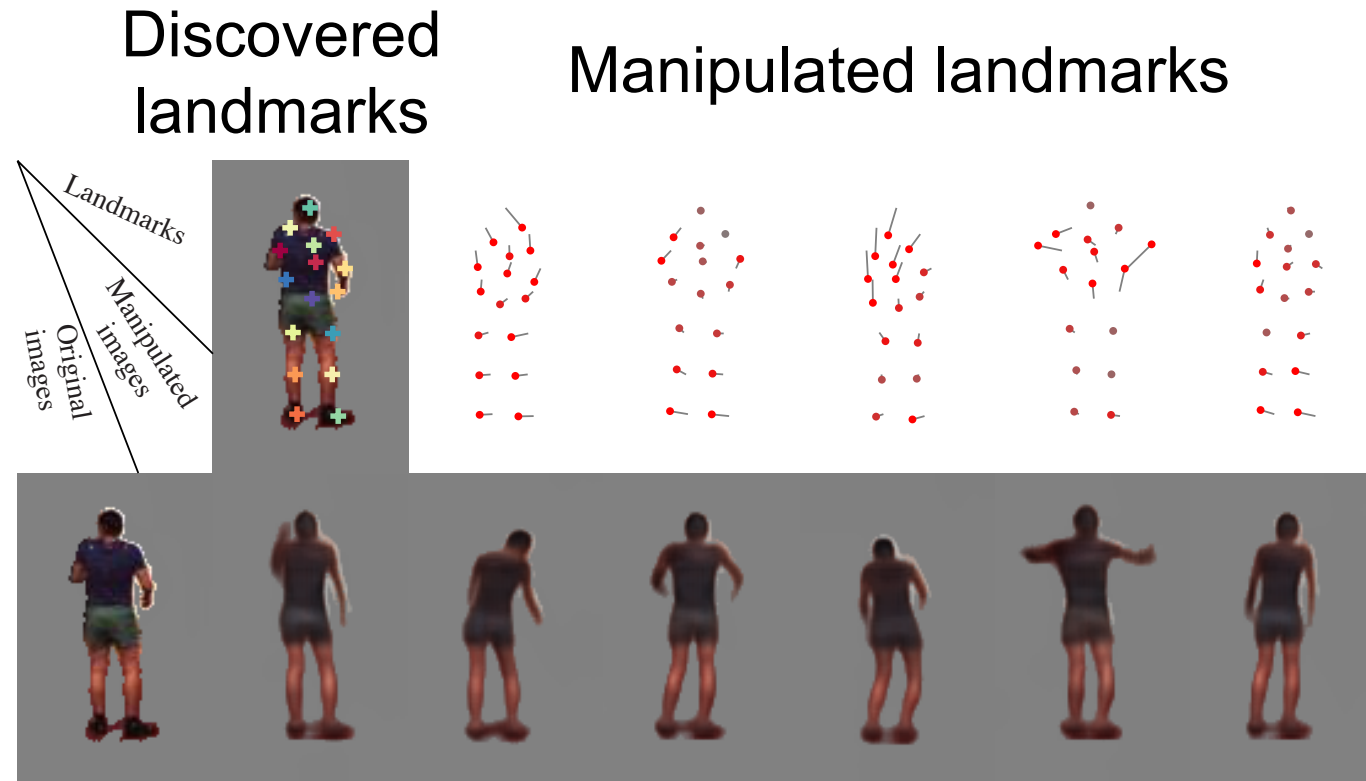 Discovered
landmarks
Manipulated landmarks
Landmarks
Manipulated
images
Original
images